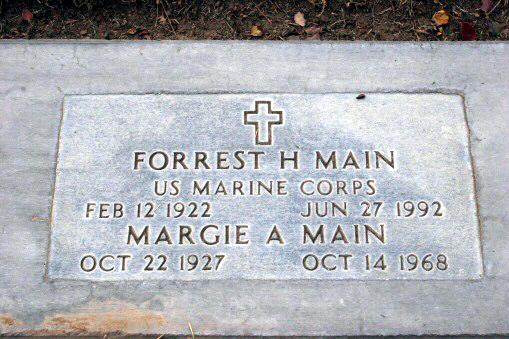 FORREST H MAIN
US MARINE CORPS
FEB 12 1922 JUN 27 1992
MARGIE A MAIN
OCT 22 1927 OCT 14 1968